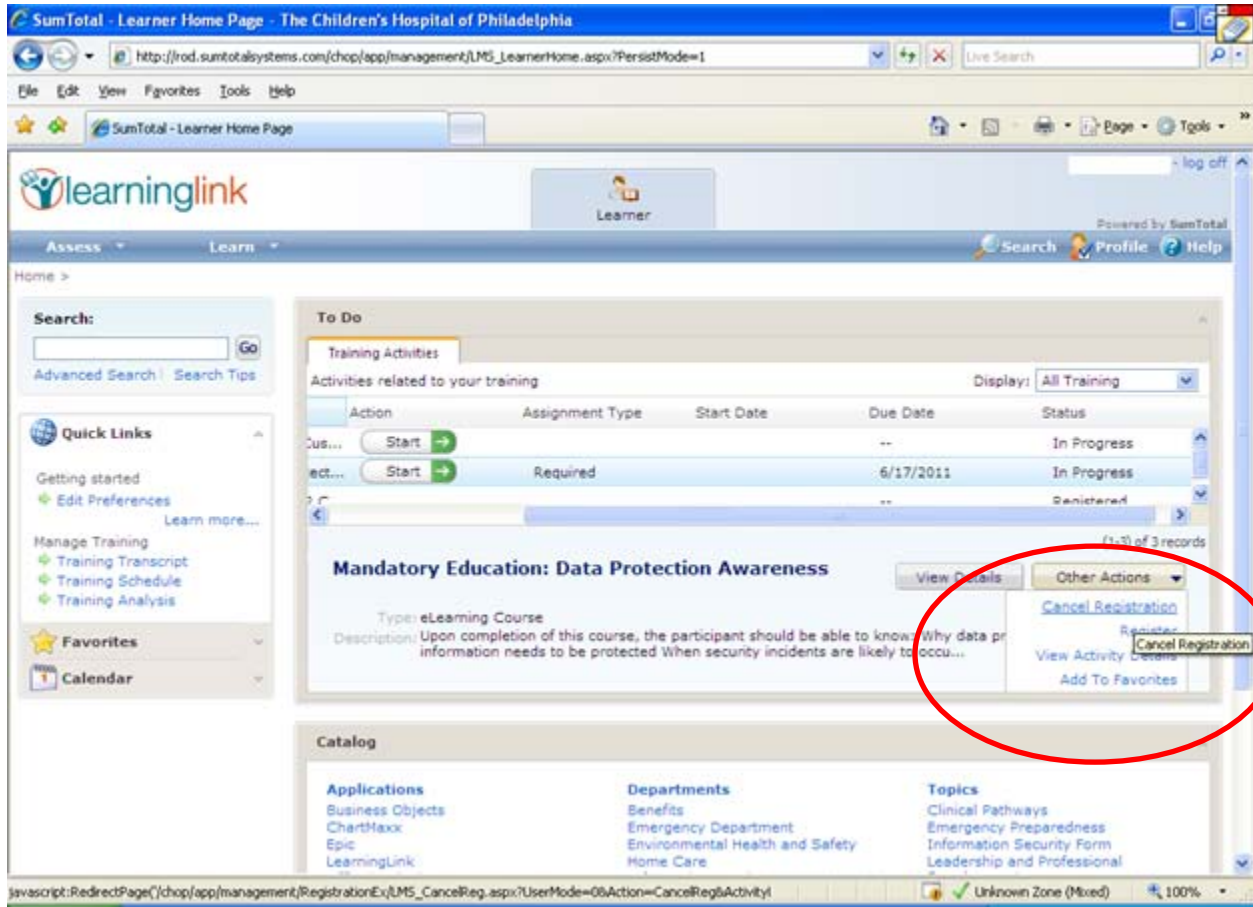 SumTotal - Learner Home Page - The Children's Hospital of Philadelphia
http://rod.sumtotalsystems.com/chop/app/management/LMS_LearnerHome.aspx?PersistMode=1
Live Search
File Edit View Favorites Tools Help
SumTotal - Learner Home Page
Page Tools
- log off
learninglink
Learner
Powered by SumTotal
Assess Learn Search Profile Help
Home >
Search:
Go
Advanced Search Search Tips
Quick Links
Getting started
Edit Preferences
Learn more...
Manage Training
Training Transcript
Training Schedule
Training Analysis
Favorites
Calendar
To Do
Training Activities
Activities related to your training Display: All Training
Action Assignment Type Start Date Due Date Status
Cus... Start -- In Progress
ect... Start Required 6/17/2011 In Progress
-- Registered
(1-3) of 3 records
Mandatory Education: Data Protection Awareness View Details Other Actions
Cancel Registration
Register
Cancel Registration
View Activity Details
Add To Favorites
Type: eLearning Course
Description: Upon completion of this course, the participant should be able to know: Why data pr
information needs to be protected When security incidents are likely to occu...
Catalog
Applications
Business Objects
ChartMaxx
Epic
LearningLink
Departments
Benefits
Emergency Department
Environmental Health and Safety
Home Care
Topics
Clinical Pathways
Emergency Preparedness
Information Security Form
Leadership and Professional
javascript:RedirectPage('/chop/app/management/RegistrationEx/LMS_CancelReg.aspx?UserMode=0&Action=CancelReg&ActivityI
Unknown Zone (Mixed) 100%